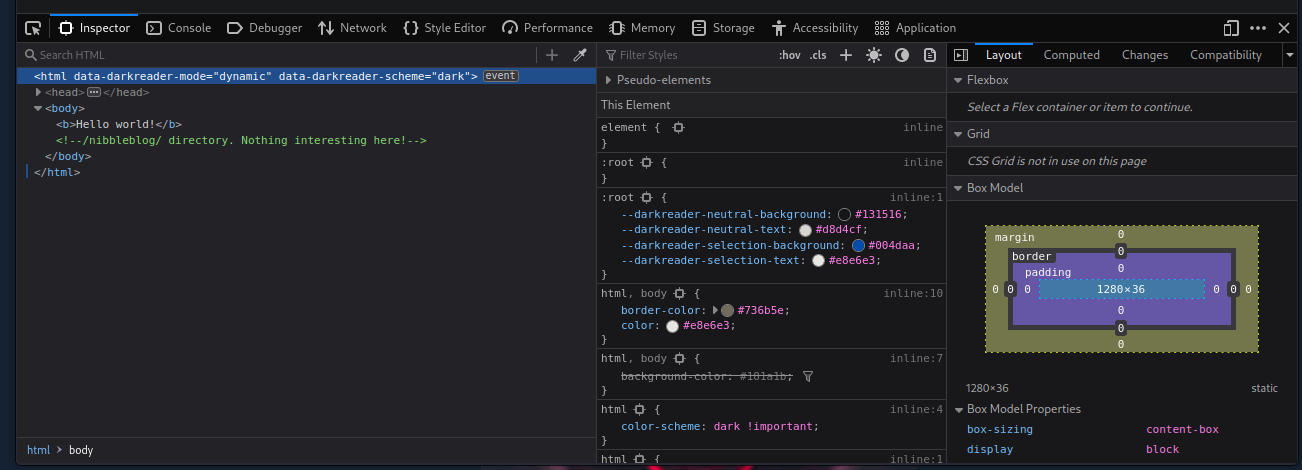 Inspector Console Debugger Network Style Editor Performance Memory Storage Accessibility Application
Search HTML
<html data-darkreader-mode="dynamic" data-darkreader-scheme="dark"> event
<head> ••• </head>
<body>
<b>Hello world!</b>
<!--/nibbleblog/ directory. Nothing interesting here!-->
</body>
</html>
html > body
Filter Styles :hov .cls +
Pseudo-elements
This Element
element { inline
}
:root { inline
}
:root { inline:1
--darkreader-neutral-background: #131516;
--darkreader-neutral-text: #d8d4cf;
--darkreader-selection-background: #004daa;
--darkreader-selection-text: #e8e6e3;
}
html, body { inline:10
border-color: #736b5e;
color: #e8e6e3;
}
html, body { inline:7
background-color: #181a1b;
}
html { inline:4
color-scheme: dark !important;
}
html { inline:1
Layout Computed Changes Compatibility
Flexbox
Select a Flex container or item to continue.
Grid
CSS Grid is not in use on this page
Box Model
margin 0
border 0
padding 0
0 0 0 1280×36 0 0 0
0
0
0
1280×36 static
Box Model Properties
box-sizing content-box
display block